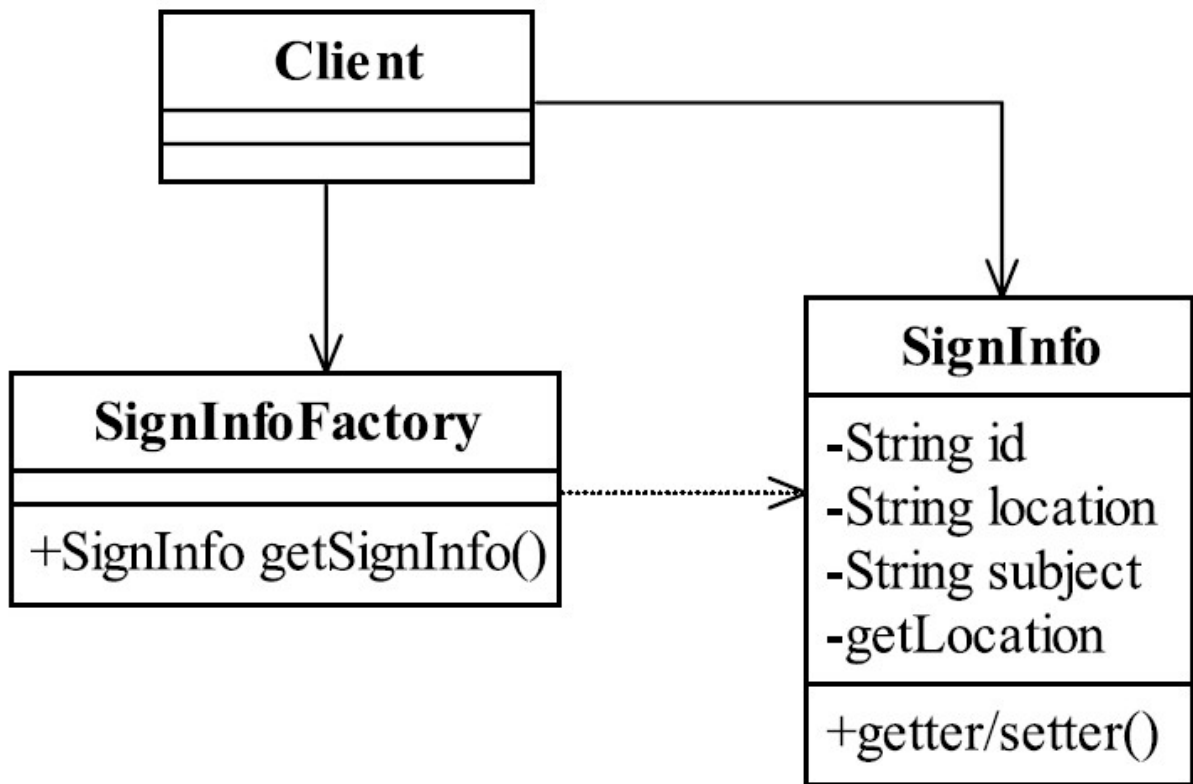 Client
SignInfoFactory
+SignInfo getSignInfo()
SignInfo
-String id
-String location
-String subject
-getLocation
+getter/setter()